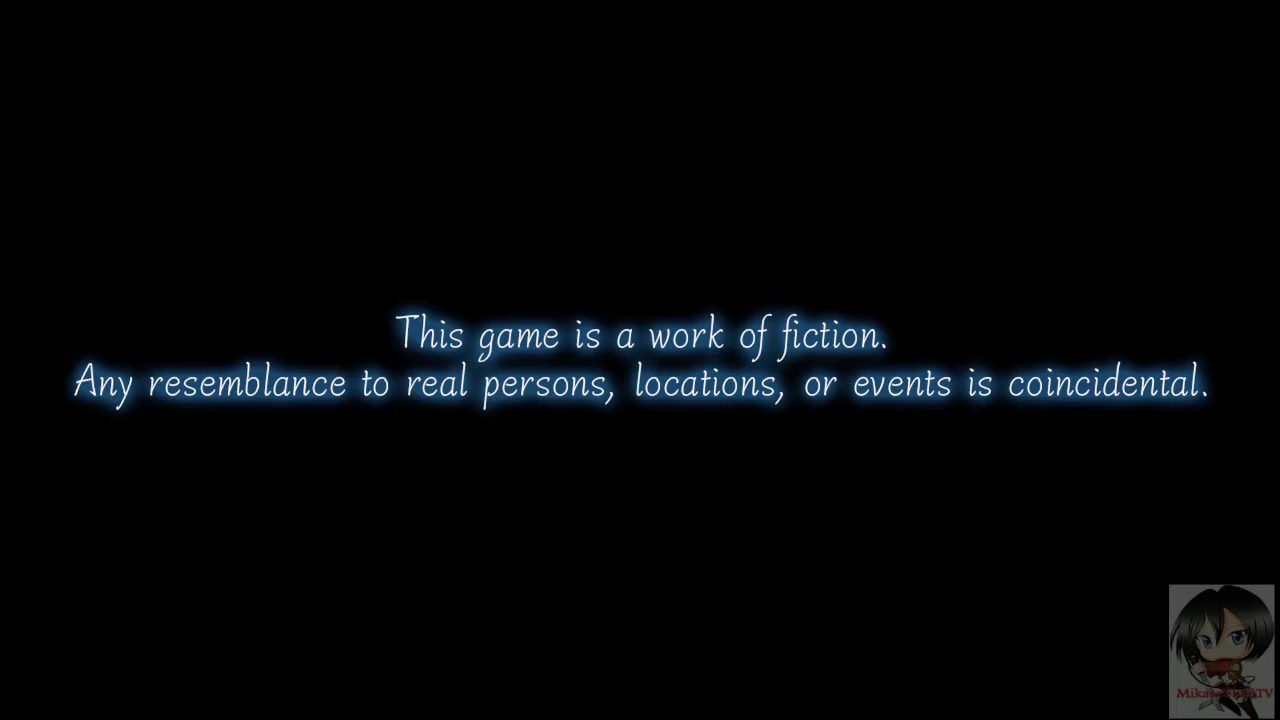 This game is a work of fiction.
Any resemblance to real persons, locations, or events is coincidental.